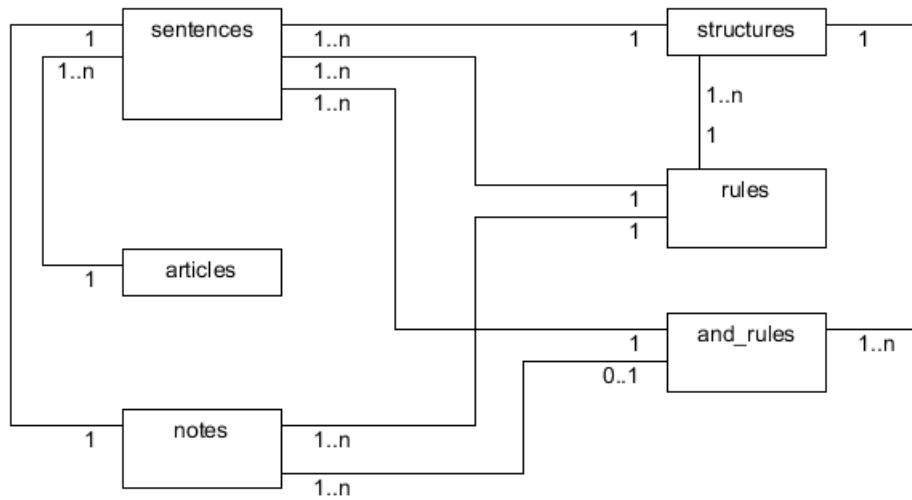 sentences
structures
1
1..n
1
1
1..n
1..n
1..n
1..n
1
rules
1
1
articles
1
and_rules
1
1..n
0..1
notes
1
1..n
1..n